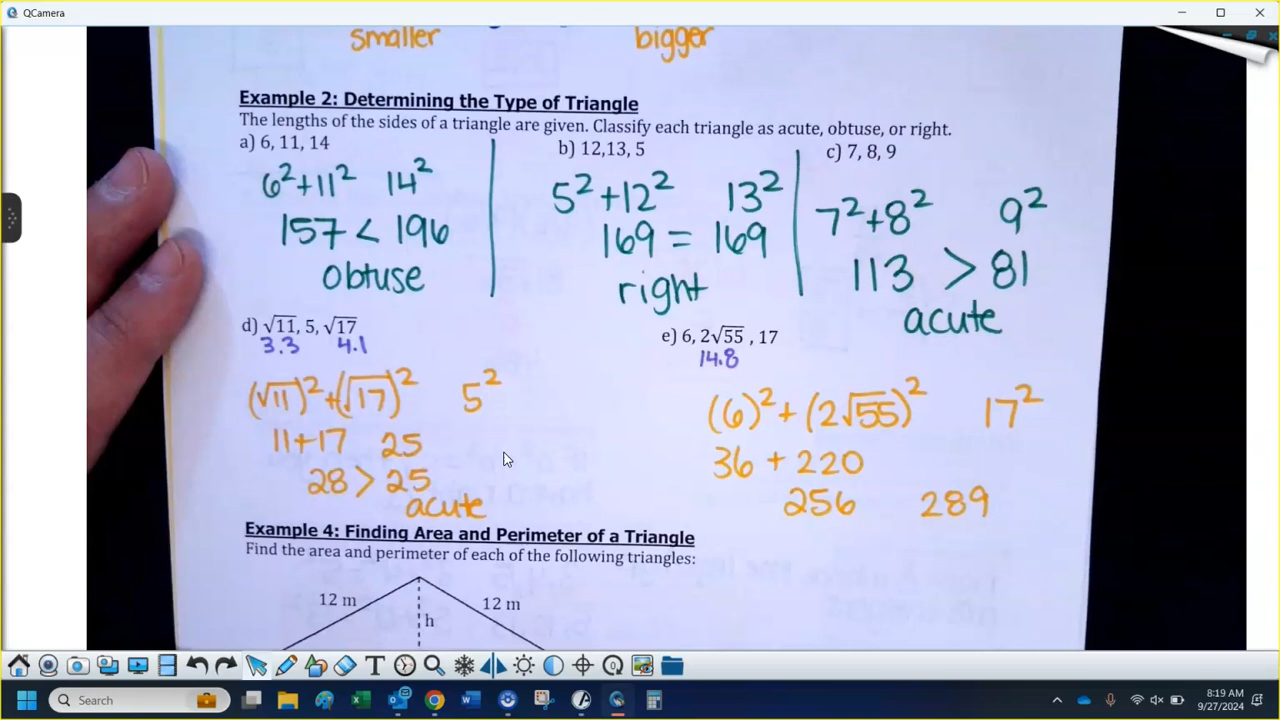 QCamera
smaller bigger
Example 2: Determining the Type of Triangle
The lengths of the sides of a triangle are given. Classify each triangle as acute, obtuse, or right.
a) 6, 11, 14
6² + 11² 14²
157 < 196
obtuse
b) 12,13, 5
5² + 12² 13²
169 = 169
right
c) 7, 8, 9
7² + 8² 9²
113 > 81
acute
d) √11, 5, √17
3.3 4.1
(√11)² + (√17)² 5²
11 + 17 25
28 > 25
acute
e) 6, 2√55 , 17
14.8
(6)² + (2√55)² 17²
36 + 220
256 289
Example 4: Finding Area and Perimeter of a Triangle
Find the area and perimeter of each of the following triangles:
12 m 12 m
h
Search
8:19 AM
9/27/2024